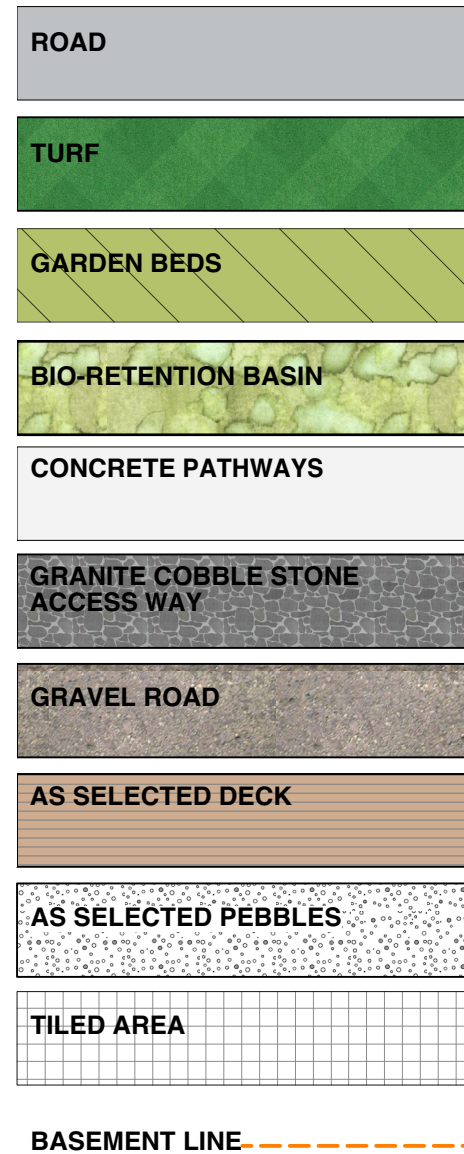 ROAD
TURF
GARDEN BEDS
BIO-RETENTION BASIN
CONCRETE PATHWAYS
GRANITE COBBLE STONE
ACCESS WAY
GRAVEL ROAD
AS SELECTED DECK
AS SELECTED PEBBLES
TILED AREA
BASEMENT LINE